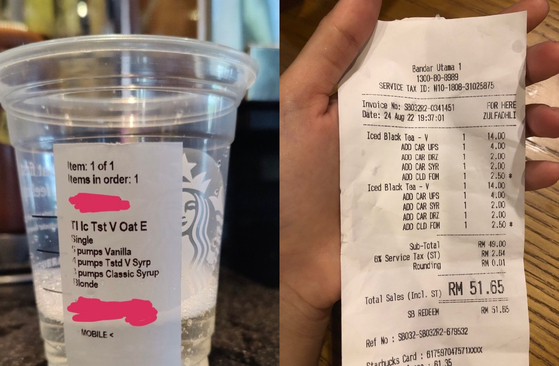 Item: 1 of 1
Items in order: 1
Tl Ic Tst V Oat E
Single
pumps Vanilla
pumps Tstd V Syrp
pumps Classic Syrup
Blonde
MOBILE <
Bandar Utama 1
1300-80-8989
SERVICE TAX ID: N10-1808-31025875
Invoice No: SB032R2-0341451 FOR HERE
Date: 24 Aug 22 19:37:01 ZULFADHLI
Iced Black Tea - V 1 14.00
ADD CAR UPS 1 4.00
ADD CAR DRZ 1 2.00
ADD CAR SYR 1 2.00
ADD CLD FOM 1 2.50
Iced Black Tea - V 1 14.00
ADD CAR UPS 1 4.00
ADD CAR SYR 1 2.00
ADD CAR DRZ 1 2.00
ADD CLD FOM 1 2.50
Sub-Total RM 49.00
6% Service Tax (ST) RM 2.64
Rounding RM 0.01
Total Sales (Incl. ST) RM 51.65
SB REDEEM RM 51.65
Ref No : SB032-SB032R2-679532
Starbucks Card : 617597047571XXXX
: 61.35